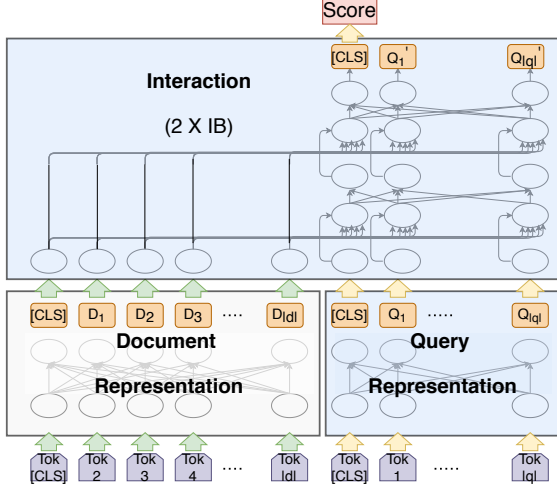 Score
[CLS] Q1' Q|q|'
Interaction
(2 X IB)
[CLS] D1 D2 D3 .... D|d| [CLS] Q1 ..... Q|q|
Document Query
Representation Representation
Tok Tok Tok Tok Tok Tok Tok Tok
[CLS] 2 3 4 .... |d| [CLS] 1 ..... |q|